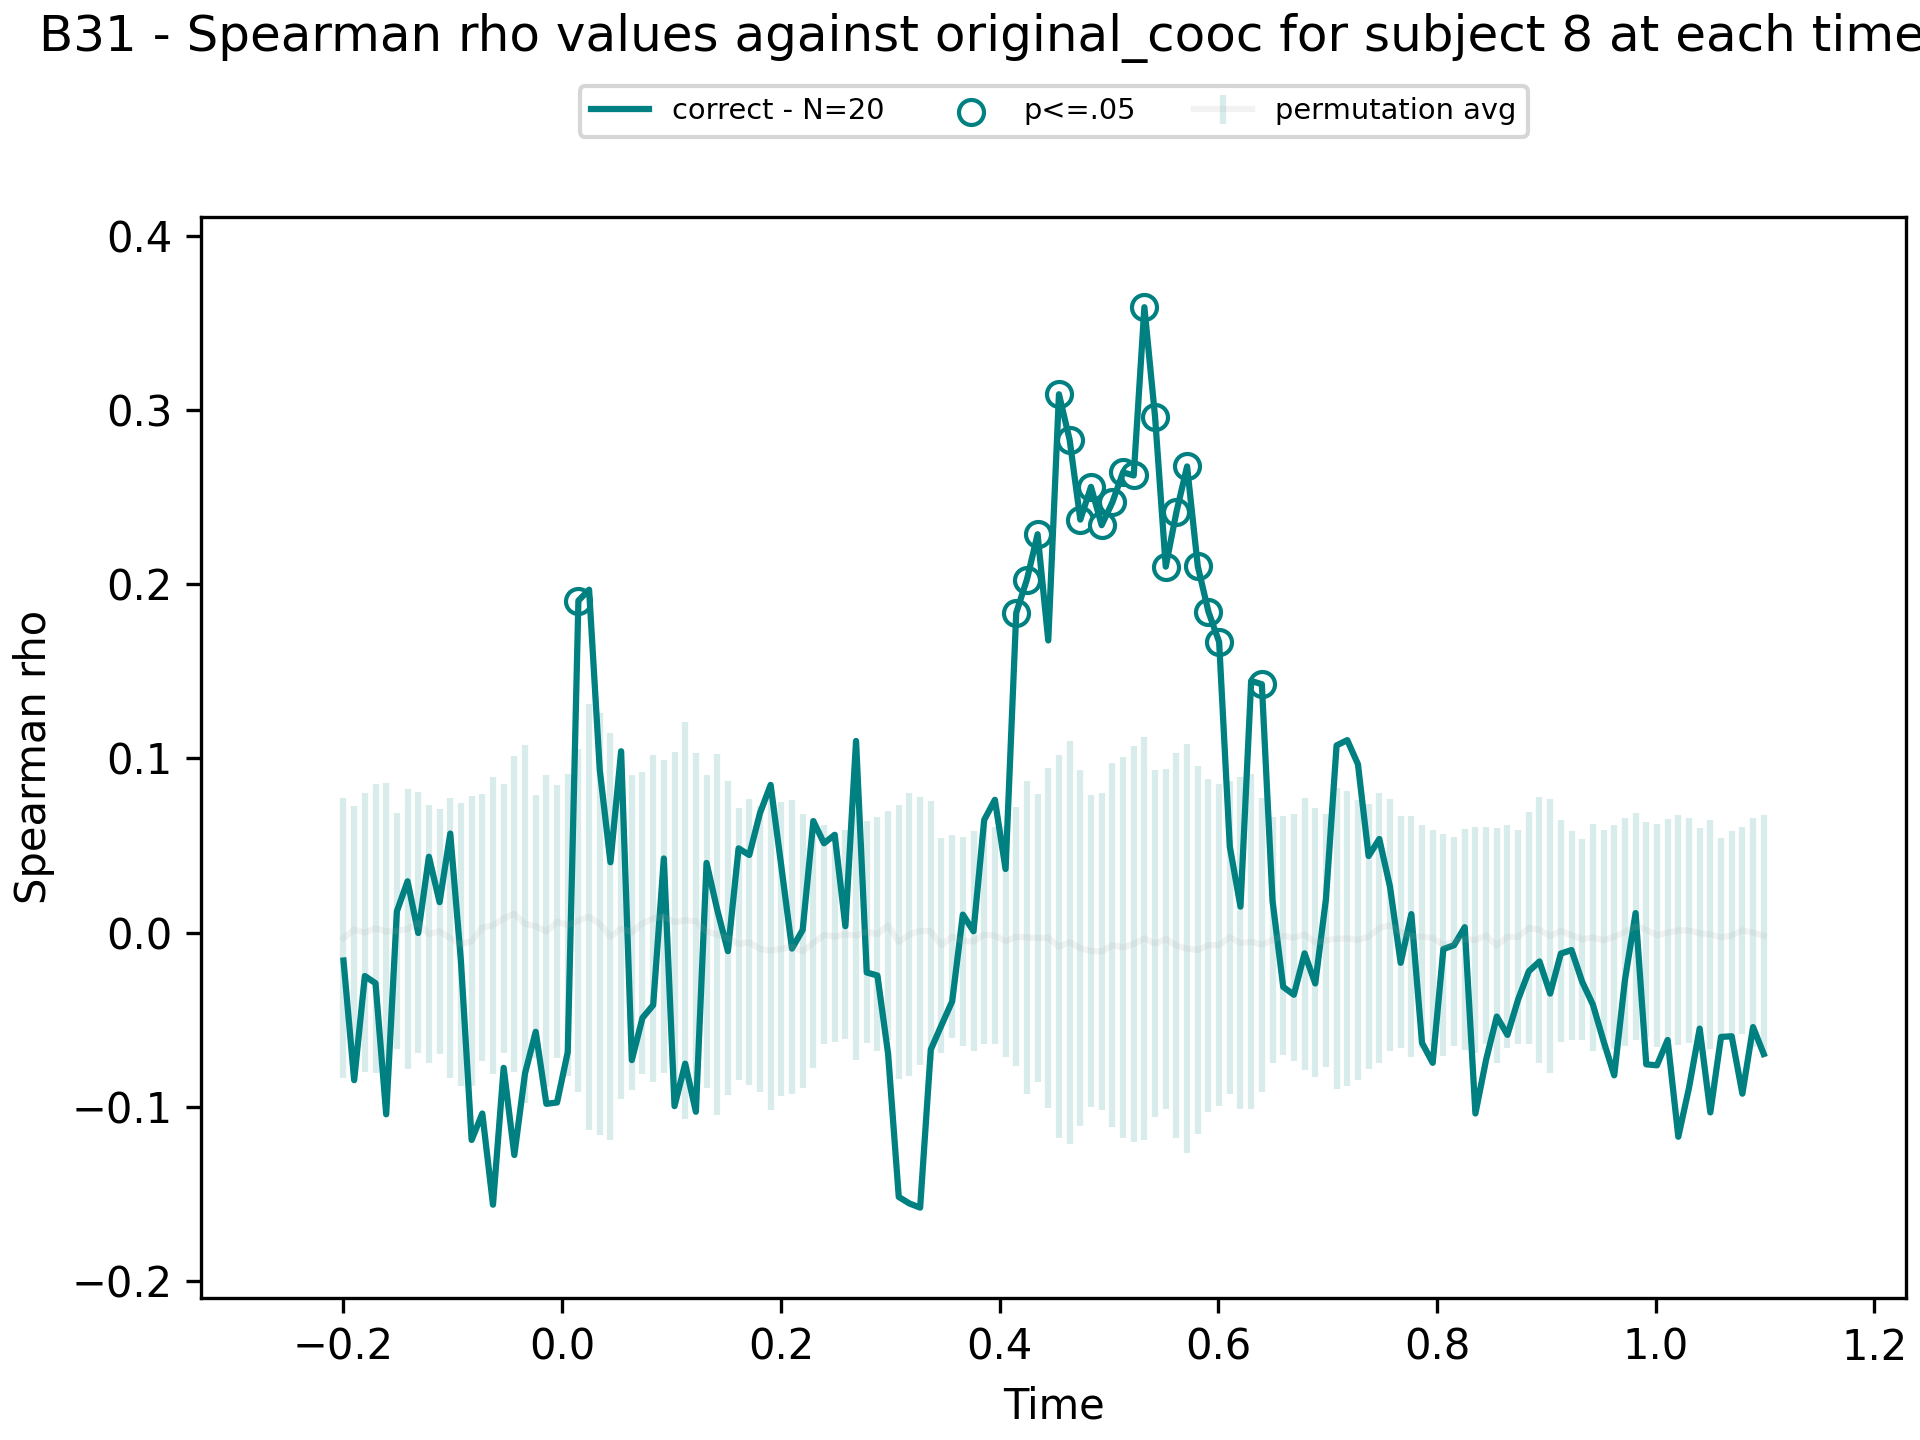 B31 - Spearman rho values against original_cooc for subject 8 at each time
correct - N=20 p<=.05 permutation avg
0.4
0.3
0.2
0.1
0.0
−0.1
−0.2
Spearman rho
−0.2 0.0 0.2 0.4 0.6 0.8 1.0 1.2
Time